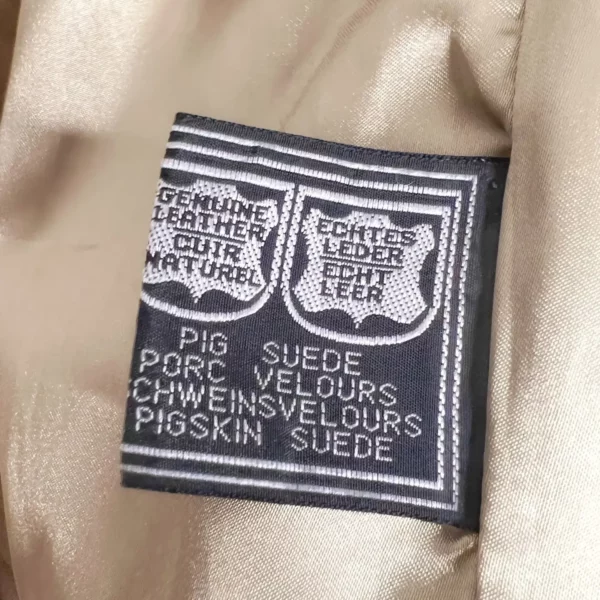 GENUINE
LEATHER
CUIR
NATUREL
ECHTES
LEDER
ECHT
LEER
PIG SUEDE
PORC VELOURS
CHWEINSVELOURS
PIGSKIN SUEDE